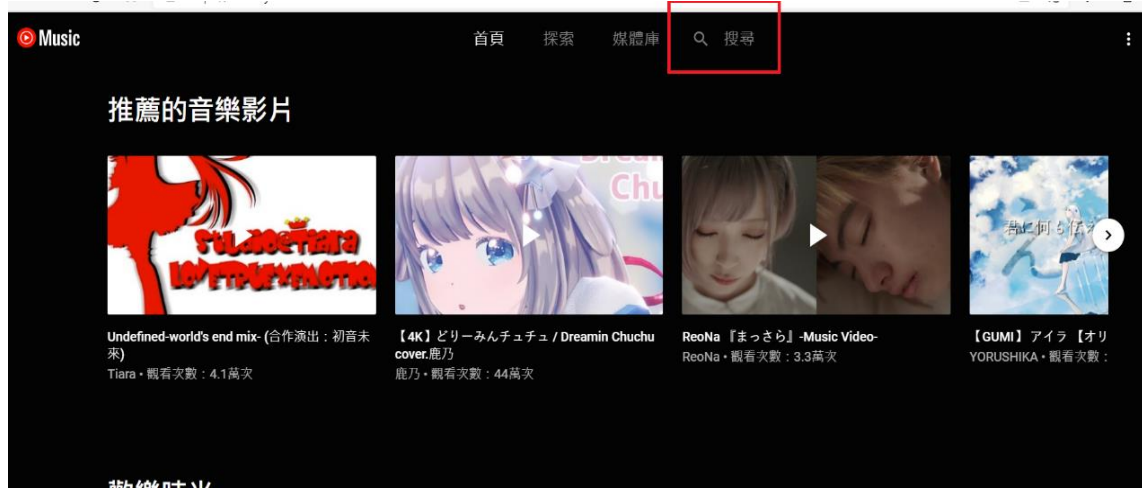 Music
首頁 探索 媒體庫 搜尋
推薦的音樂影片
STUDIO@Tiara
Chu
Undefined-world's end mix- (合作演出：初音未
來)
Tiara • 觀看次數：4.1萬次
【4K】どりーみんチュチュ / Dreamin Chuchu
cover.鹿乃
鹿乃 • 觀看次數：44萬次
ReoNa 『まっさら』-Music Video-
ReoNa • 觀看次數：3.3萬次
君に何も伝え
【GUMI】アイラ 【オリ
YORUSHIKA • 觀看次數：